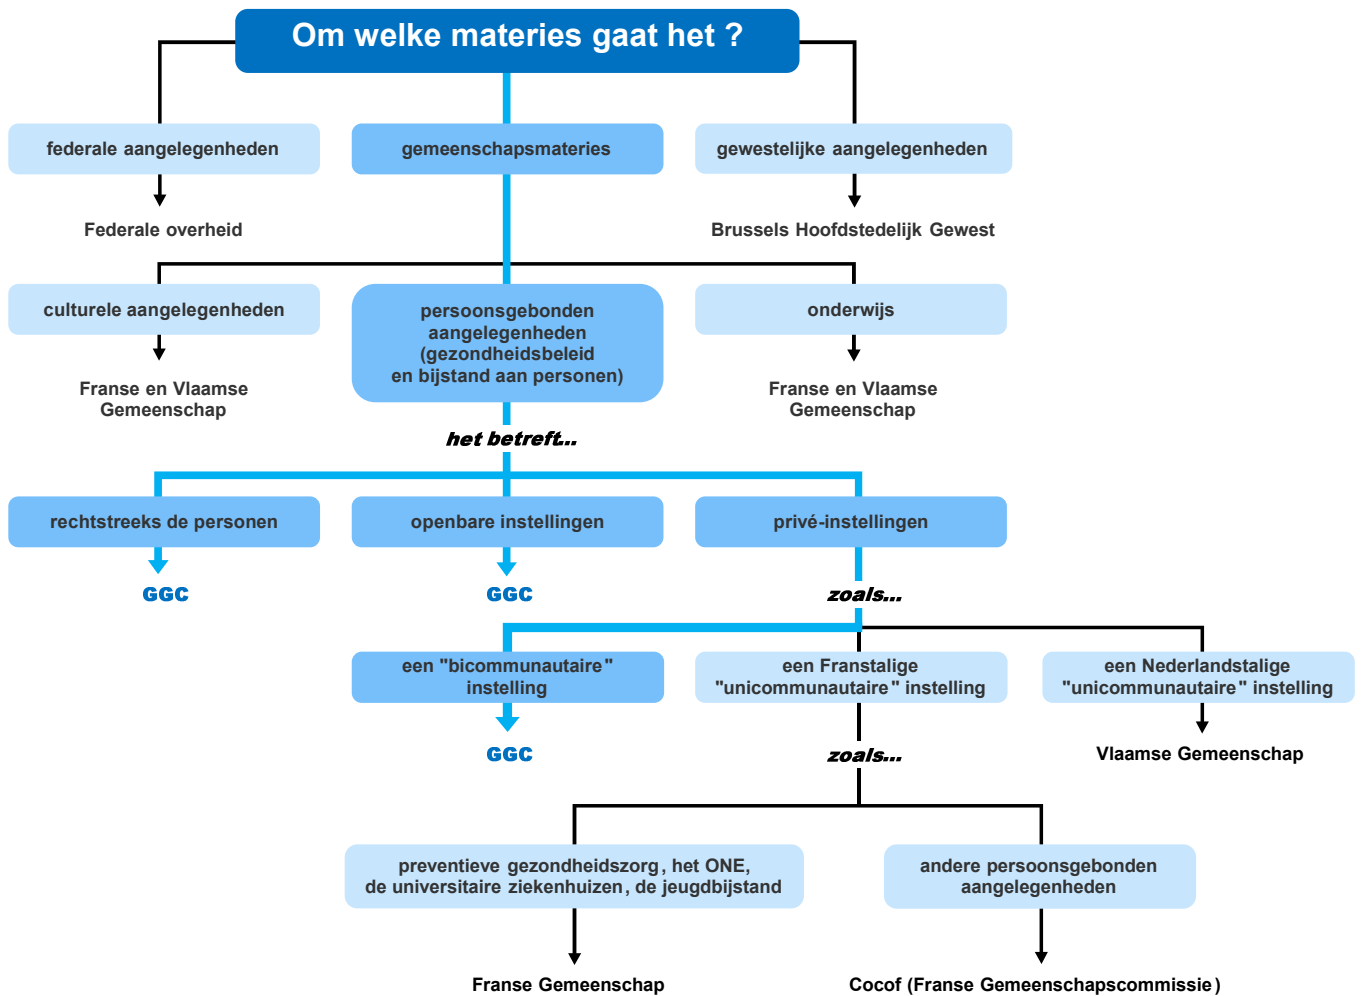 Om welke materies gaat het ?
federale aangelegenheden
gemeenschapsmateries
gewestelijke aangelegenheden
Federale overheid
Brussels Hoofdstedelijk Gewest
culturele aangelegenheden
persoonsgebonden
aangelegenheden
(gezondheidsbeleid
en bijstand aan personen)
onderwijs
Franse en Vlaamse
Gemeenschap
Franse en Vlaamse
Gemeenschap
het betreft...
rechtstreeks de personen
openbare instellingen
privé-instellingen
GGC
GGC
zoals...
een "bicommunautaire"
instelling
een Franstalige
"unicommunautaire" instelling
een Nederlandstalige
"unicommunautaire" instelling
GGC
zoals...
Vlaamse Gemeenschap
preventieve gezondheidszorg, het ONE,
de universitaire ziekenhuizen, de jeugdbijstand
andere persoonsgebonden
aangelegenheden
Franse Gemeenschap
Cocof (Franse Gemeenschapscommissie)